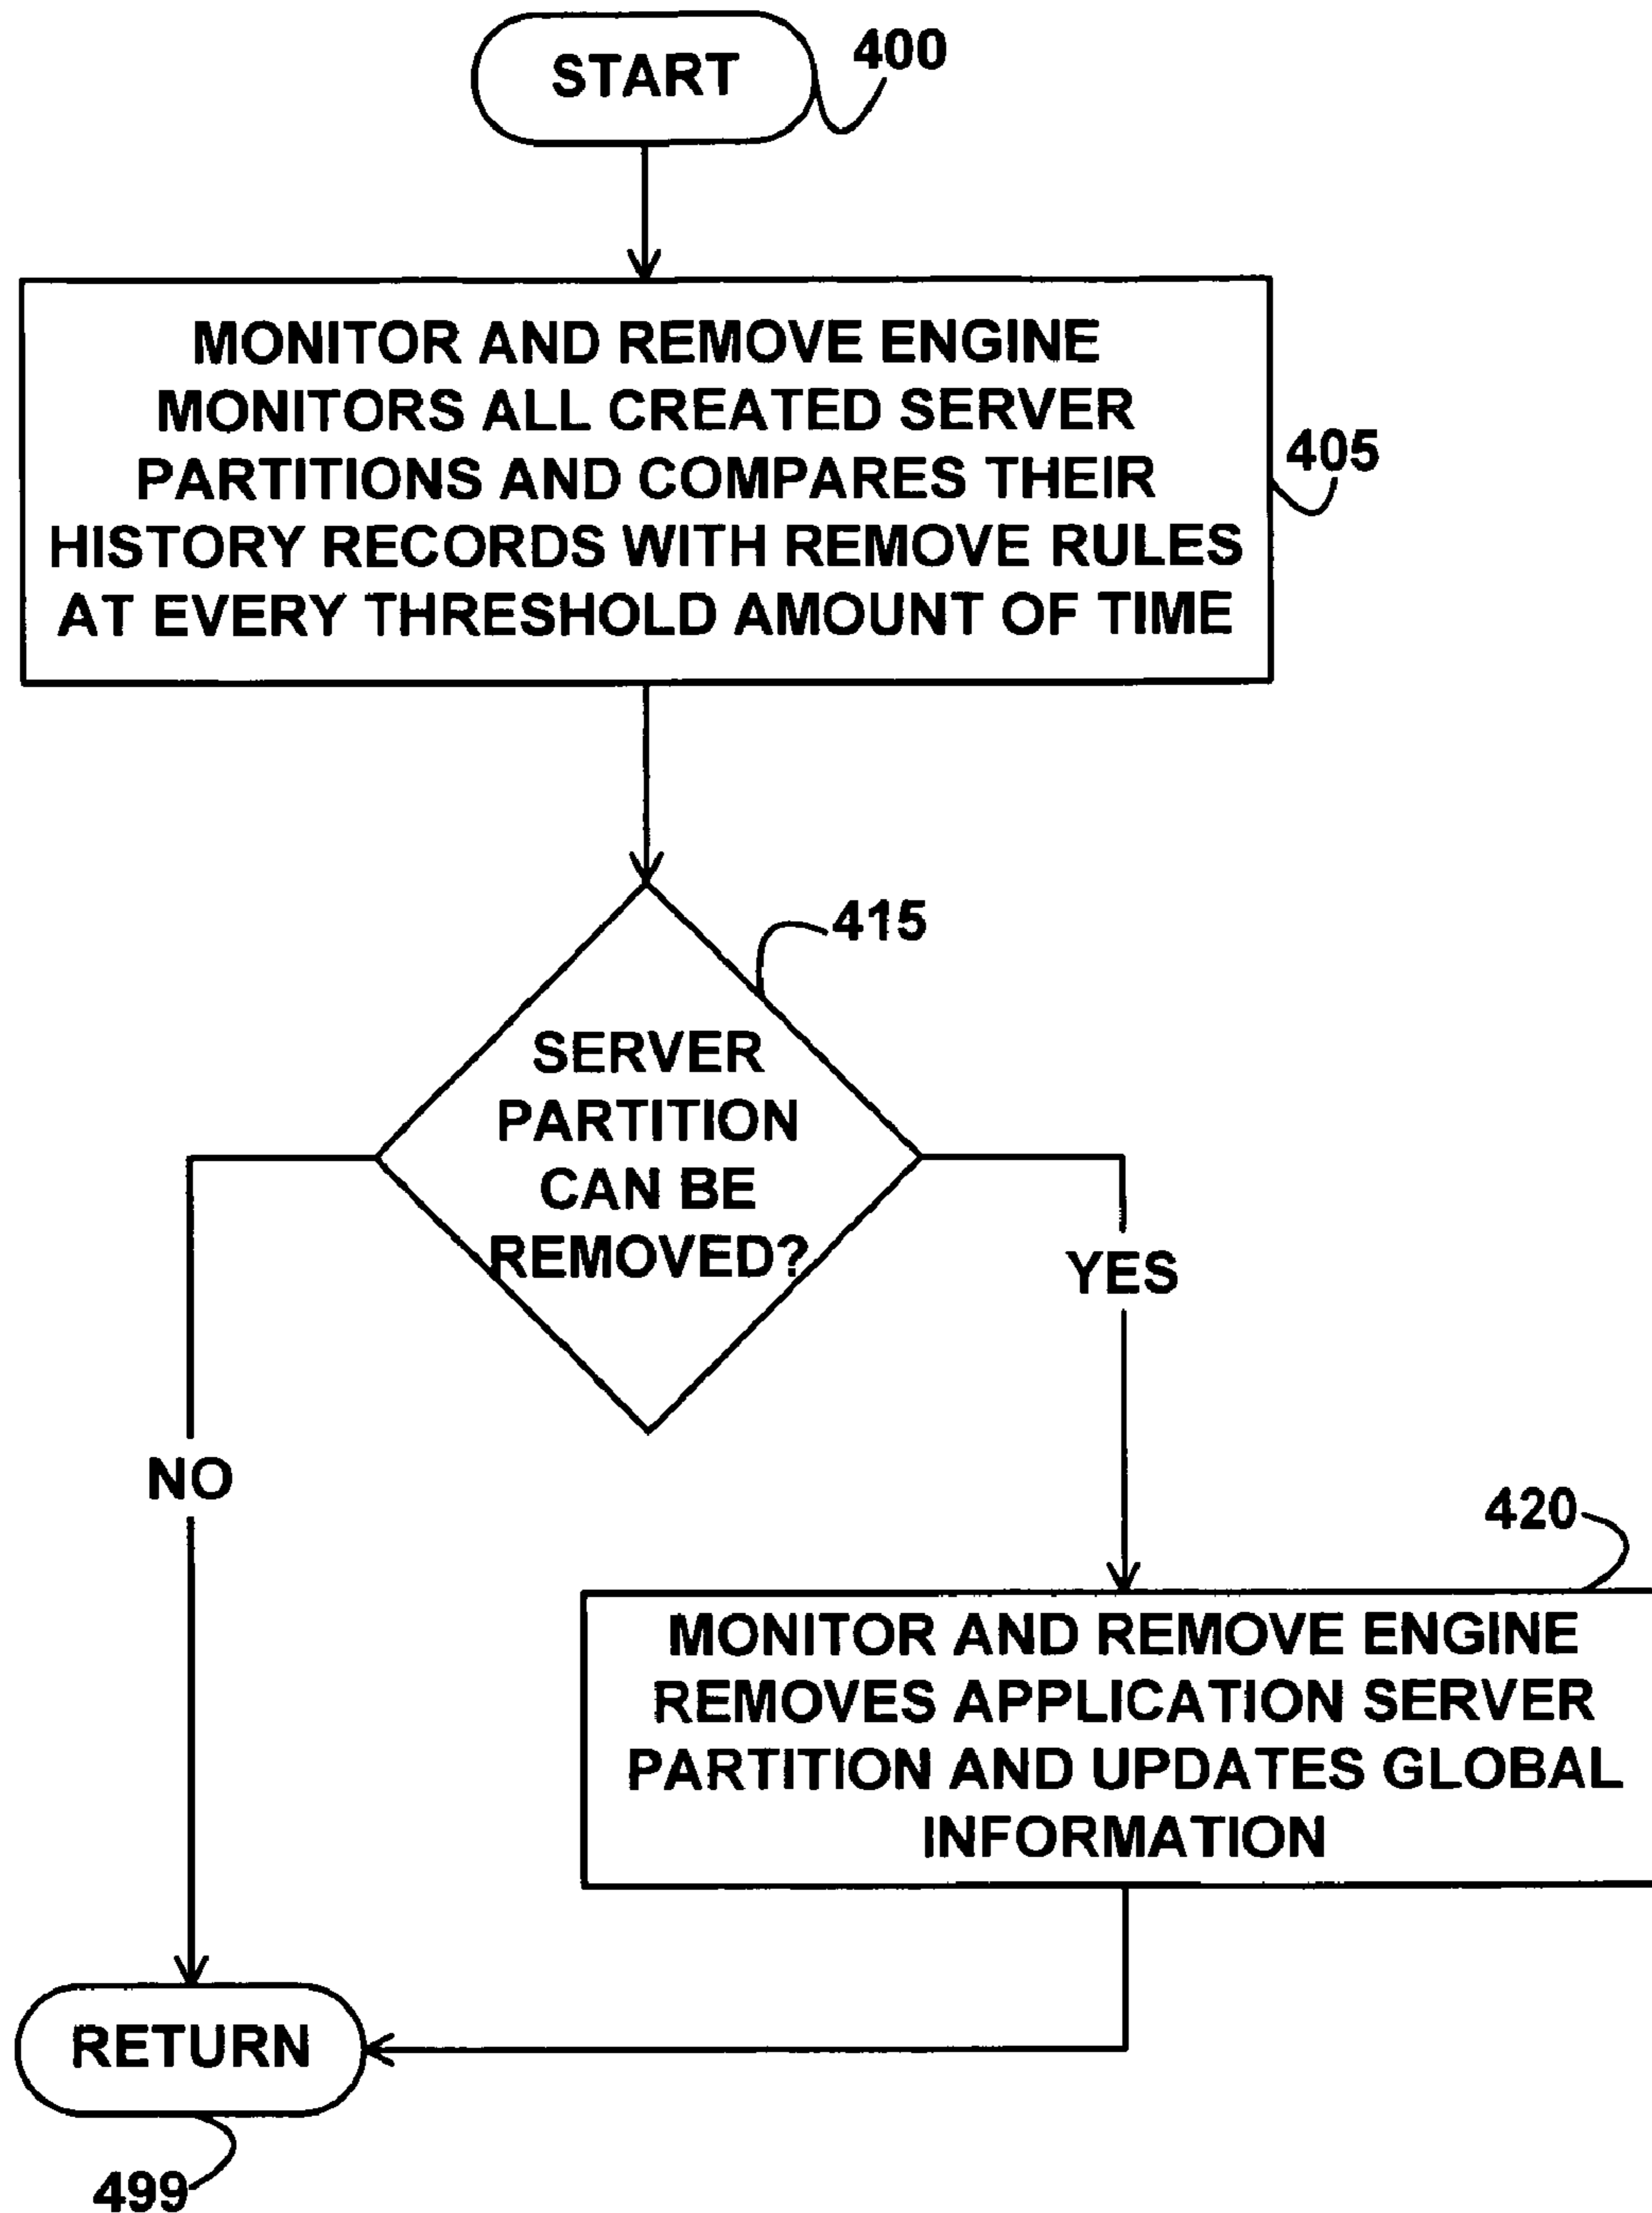 START
400
MONITOR AND REMOVE ENGINE
MONITORS ALL CREATED SERVER
PARTITIONS AND COMPARES THEIR
HISTORY RECORDS WITH REMOVE RULES
AT EVERY THRESHOLD AMOUNT OF TIME
405
415
SERVER
PARTITION
CAN BE
REMOVED?
YES
NO
420
MONITOR AND REMOVE ENGINE
REMOVES APPLICATION SERVER
PARTITION AND UPDATES GLOBAL
INFORMATION
RETURN
499